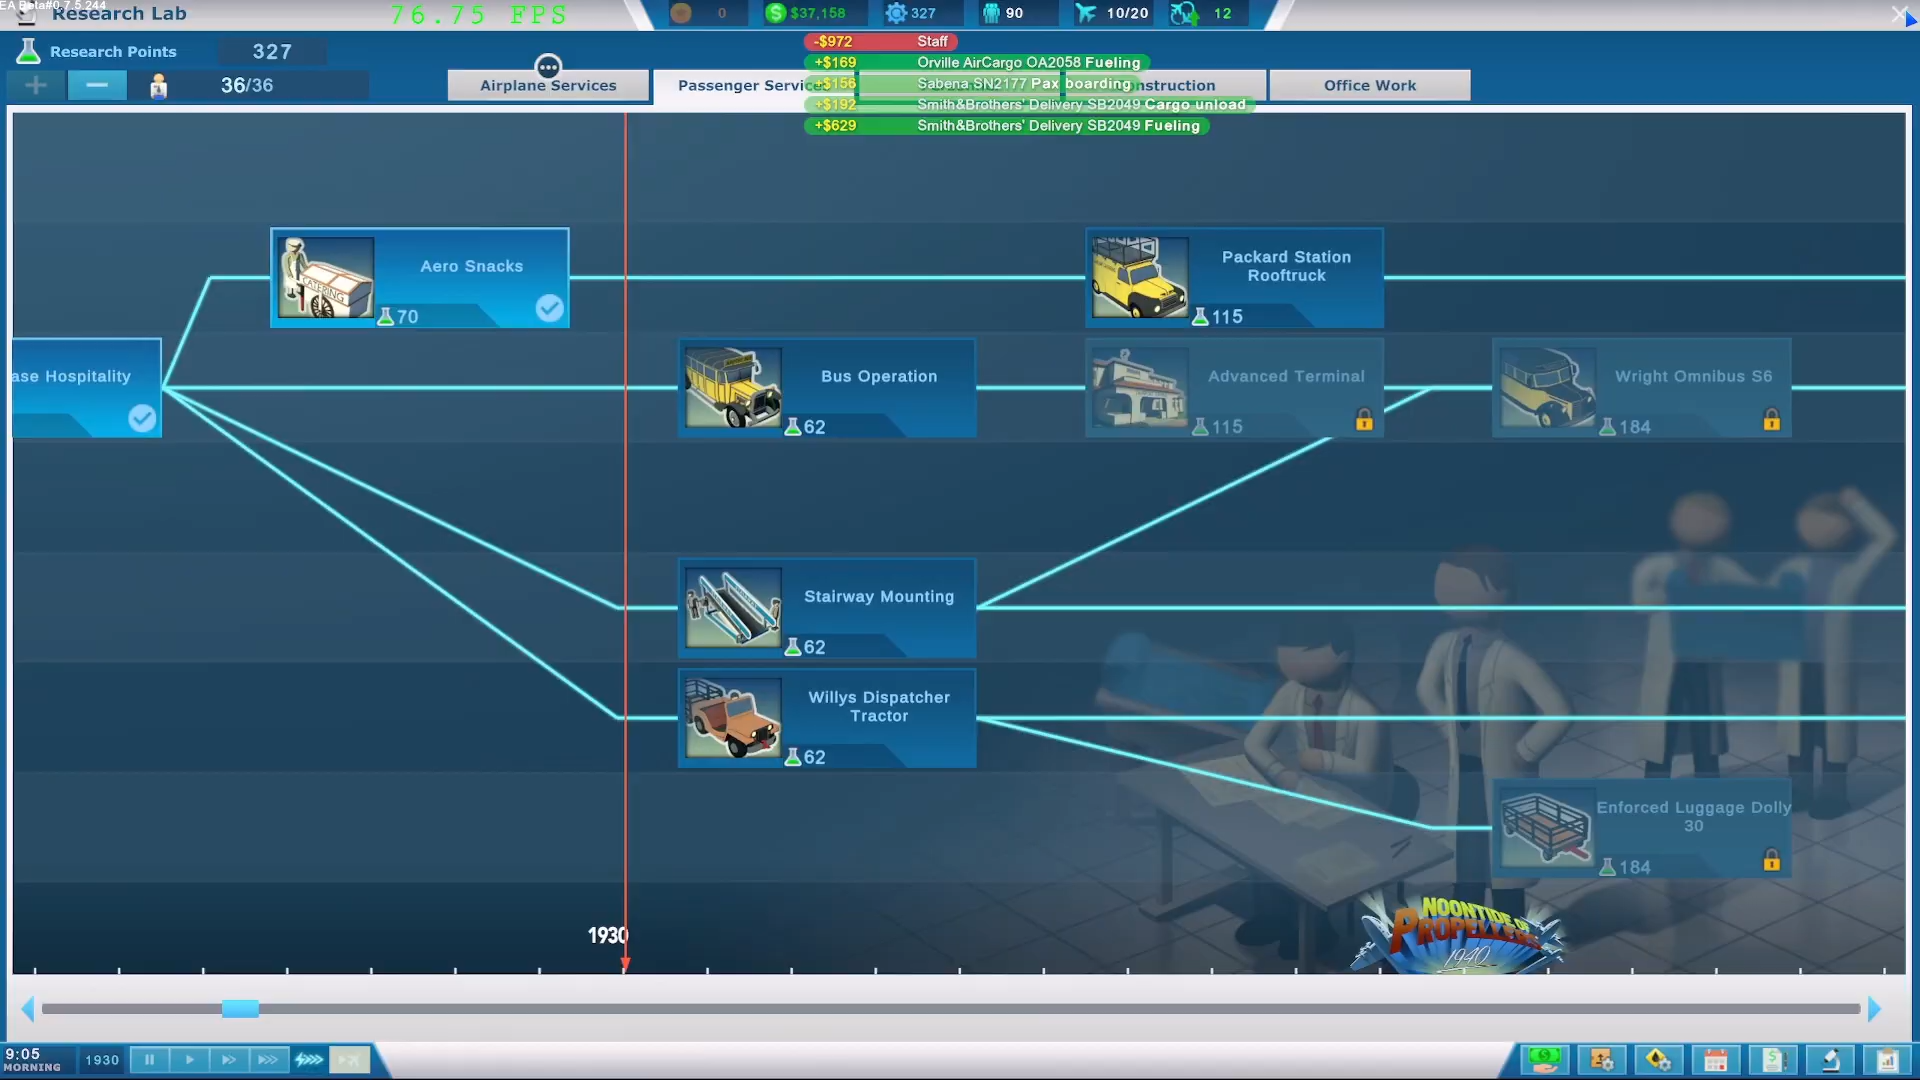 EA Beta#0.7.5.244
Research Lab
76.75 FPS
0
$37,158
327
90
10/20
12
Research Points
327
36/36
-$972 Staff
+$169 Orville AirCargo OA2058 Fueling
+$156 Sabena SN2177 Pax boarding
+$192 Smith&Brothers' Delivery SB2049 Cargo unload
+$629 Smith&Brothers' Delivery SB2049 Fueling
Airplane Services
Passenger Servic
nstruction
Office Work
Aero Snacks
CATERING
70
Packard Station
Rooftruck
115
ase Hospitality
Bus Operation
62
Advanced Terminal
115
Wright Omnibus S6
184
Stairway Mounting
62
Willys Dispatcher
Tractor
62
Enforced Luggage Dolly
30
184
NOONTIDE OF
PROPELLERS
1940
1930
9:05
MORNING
1930